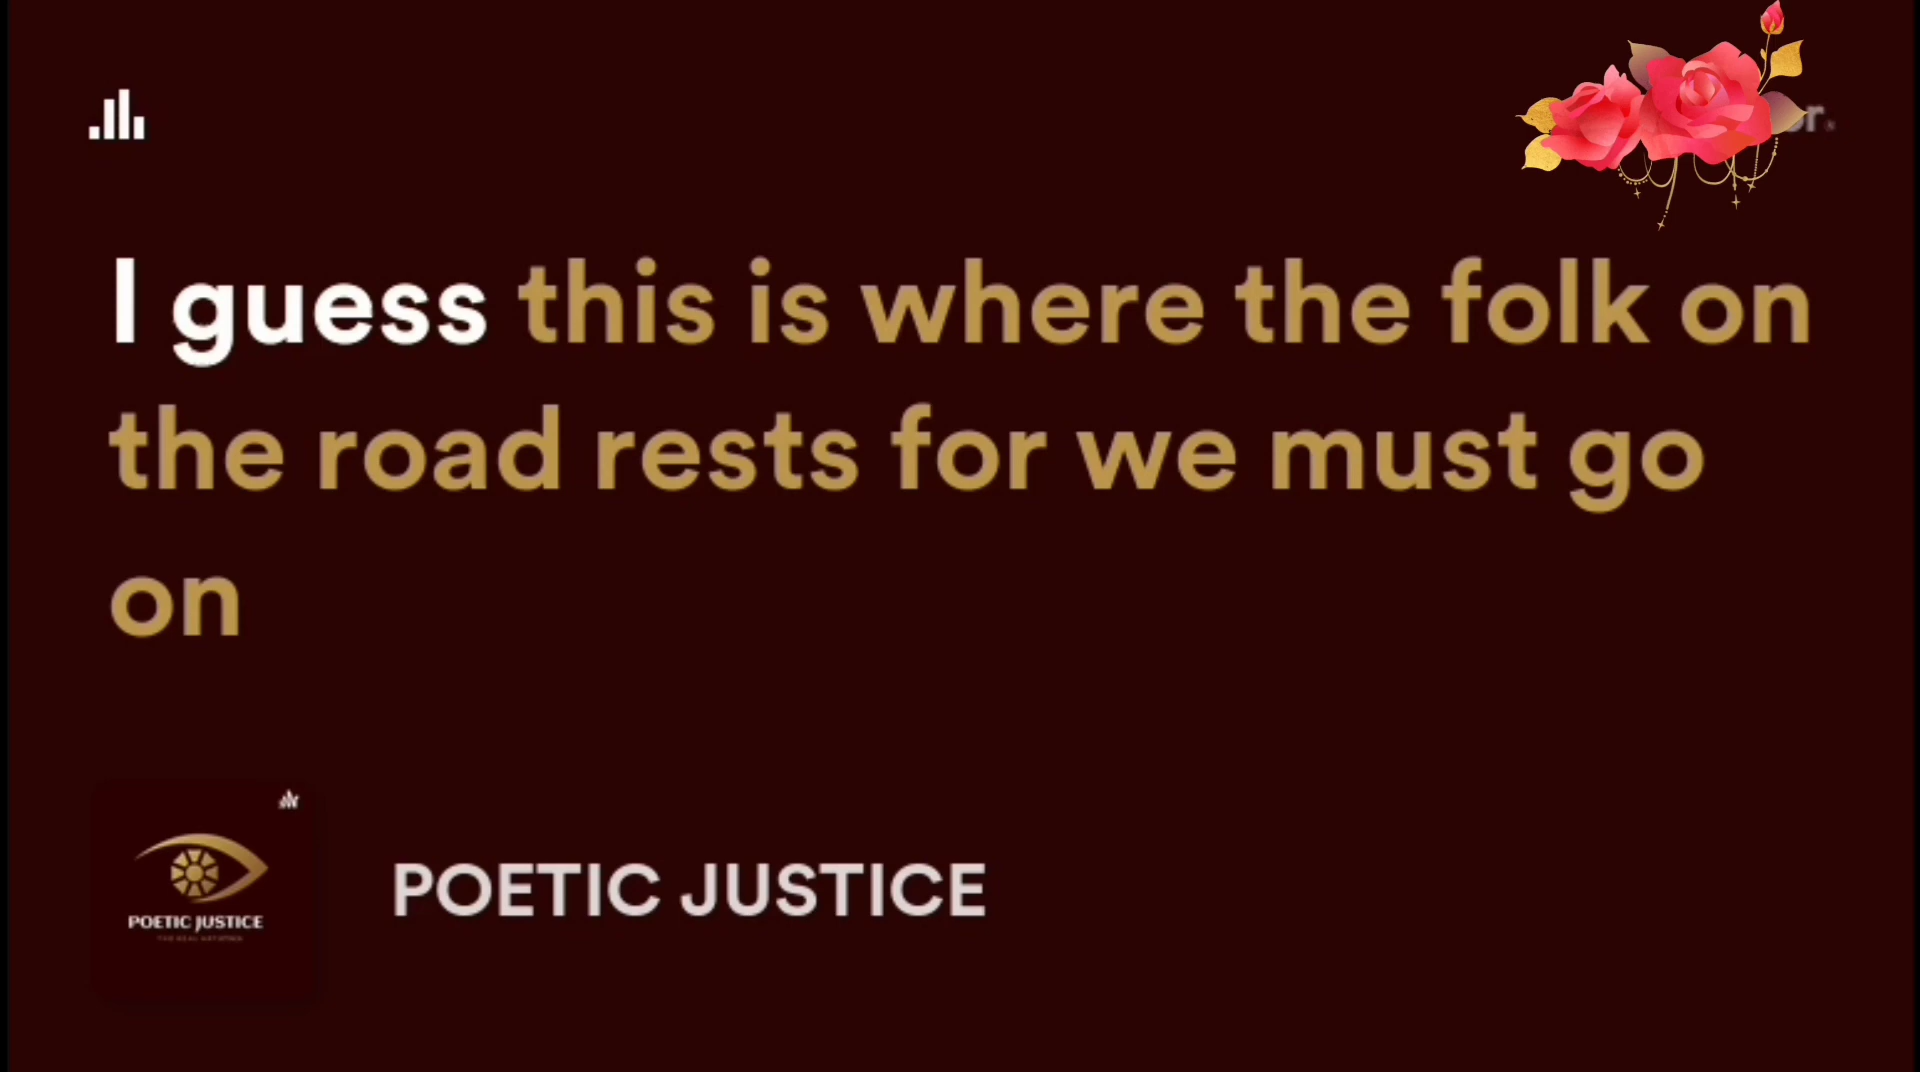 I guess this is where the folk on
the road rests for we must go
on
POETIC JUSTICE
POETIC JUSTICE